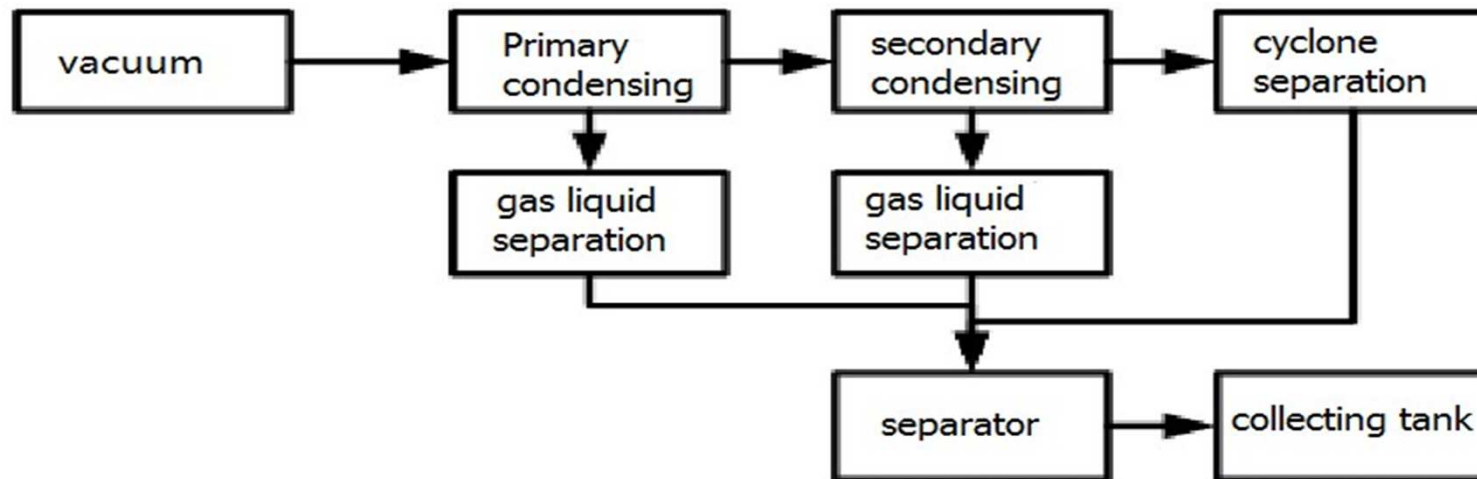 vacuum
Primary
condensing
secondary
condensing
cyclone
separation
gas liquid
separation
gas liquid
separation
separator
collecting tank